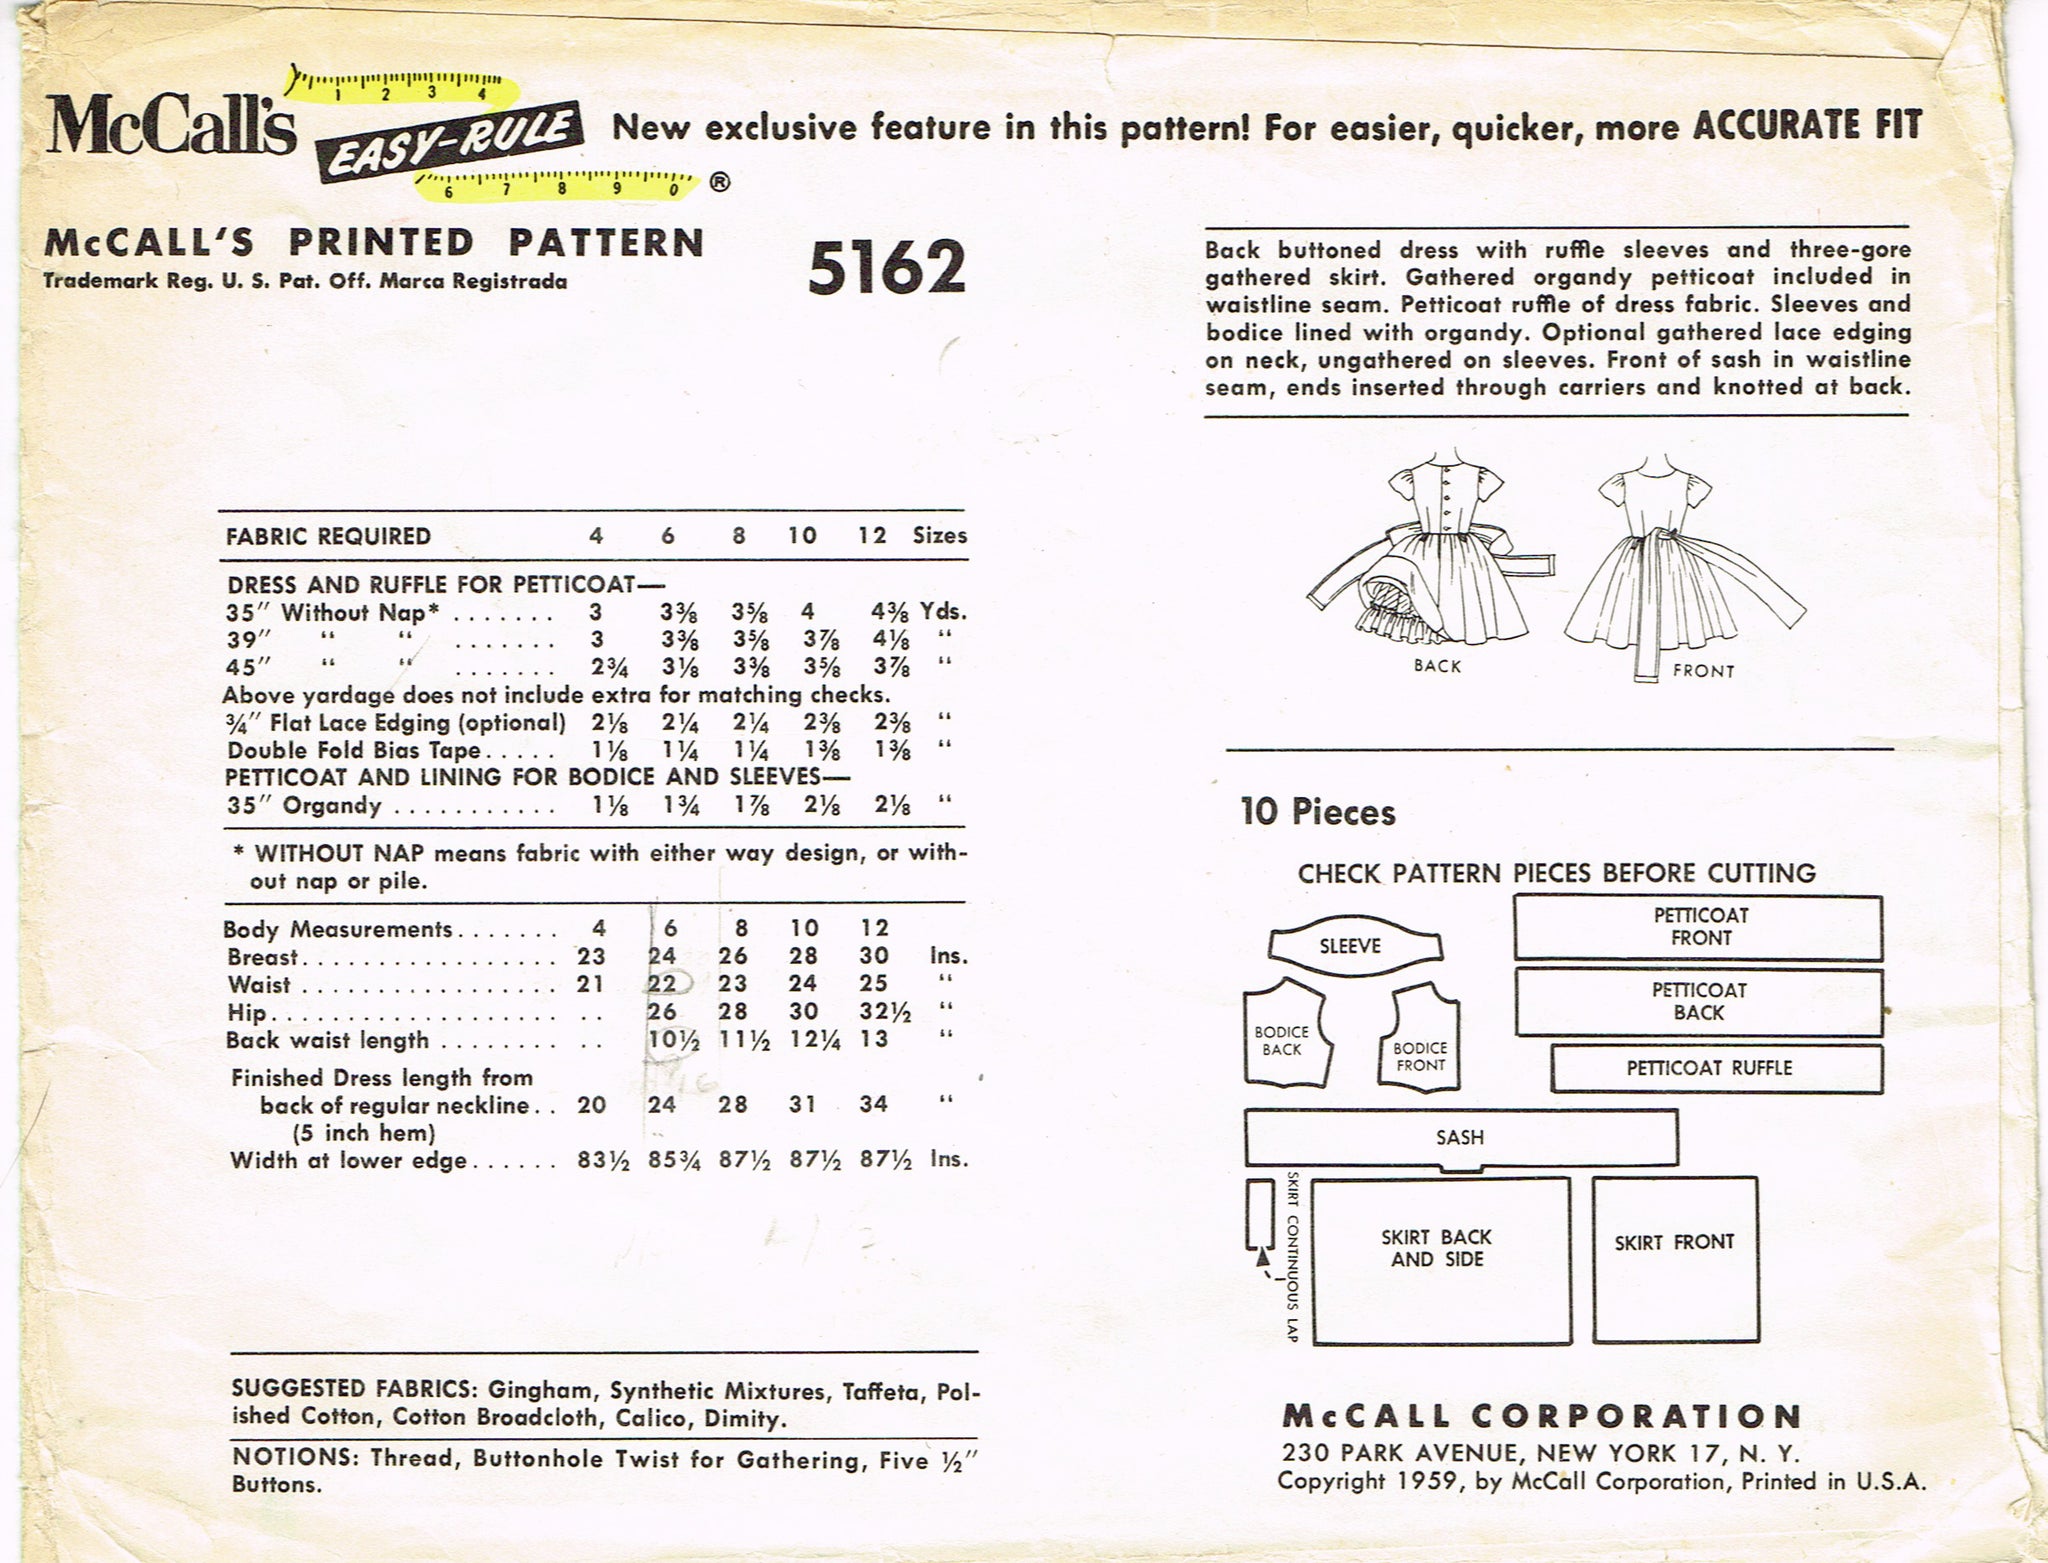 McCall's EASY-RULE ® New exclusive feature in this pattern! For easier, quicker, more ACCURATE FIT
1 2 3 4
6 7 8 9 0
McCALL'S PRINTED PATTERN 5162
Trademark Reg. U. S. Pat. Off. Marca Registrada
Back buttoned dress with ruffle sleeves and three-gore
gathered skirt. Gathered organdy petticoat included in
waistline seam. Petticoat ruffle of dress fabric. Sleeves and
bodice lined with organdy. Optional gathered lace edging
on neck, ungathered on sleeves. Front of sash in waistline
seam, ends inserted through carriers and knotted at back.
BACK
FRONT
FABRIC REQUIRED 4 6 8 10 12 Sizes
DRESS AND RUFFLE FOR PETTICOAT—
35" Without Nap* ....... 3 3⅜ 3⅝ 4 4⅜ Yds.
39" " " ....... 3 3⅜ 3⅝ 3⅞ 4⅛ "
45" " " ....... 2¾ 3⅛ 3⅜ 3⅝ 3⅞ "
Above yardage does not include extra for matching checks.
¾" Flat Lace Edging (optional) 2⅛ 2¼ 2¼ 2⅜ 2⅜ "
Double Fold Bias Tape..... 1⅛ 1¼ 1¼ 1⅜ 1⅜ "
PETTICOAT AND LINING FOR BODICE AND SLEEVES—
35" Organdy ........... 1⅛ 1¾ 1⅞ 2⅛ 2⅛ "
* WITHOUT NAP means fabric with either way design, or with-
out nap or pile.
Body Measurements....... 4 6 8 10 12
Breast................. 23 24 26 28 30 Ins.
Waist ................. 21 22 23 24 25 "
Hip................... .. 26 28 30 32½ "
Back waist length ........ .. 10½ 11½ 12¼ 13 "
Finished Dress length from
back of regular neckline.. 20 24 28 31 34 "
(5 inch hem)
Width at lower edge...... 83½ 85¾ 87½ 87½ 87½ Ins.
SUGGESTED FABRICS: Gingham, Synthetic Mixtures, Taffeta, Pol-
ished Cotton, Cotton Broadcloth, Calico, Dimity.
NOTIONS: Thread, Buttonhole Twist for Gathering, Five ½"
Buttons.
10 Pieces
CHECK PATTERN PIECES BEFORE CUTTING
SLEEVE
PETTICOAT
FRONT
PETTICOAT
BACK
BODICE
BACK
BODICE
FRONT
PETTICOAT RUFFLE
SASH
SKIRT CONTINUOUS LAP
SKIRT BACK
AND SIDE
SKIRT FRONT
McCALL CORPORATION
230 PARK AVENUE, NEW YORK 17, N. Y.
Copyright 1959, by McCall Corporation, Printed in U.S.A.